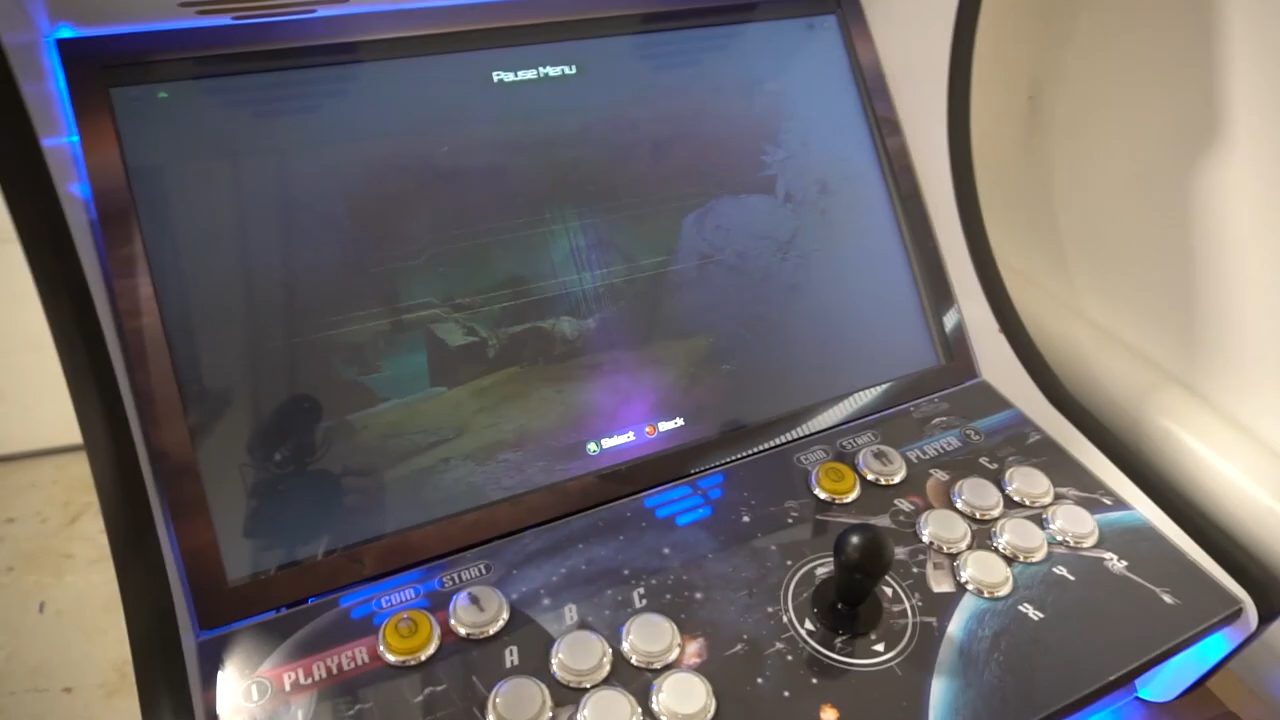 Pause Menu
A Select B Back
COIN START PLAYER 2
A B C
COIN START
1 PLAYER
A B C